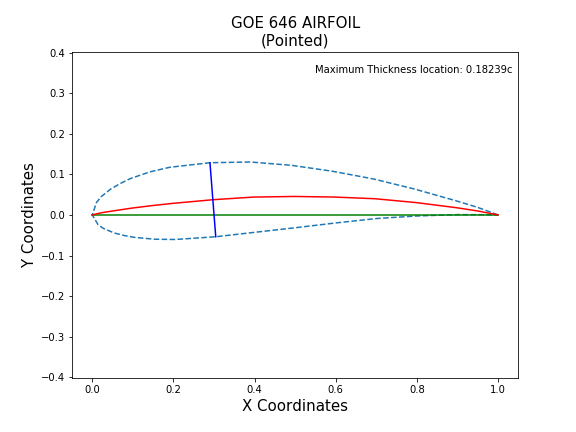 GOE 646 AIRFOIL
(Pointed)
Maximum Thickness location: 0.18239c
Y Coordinates
0.4
0.3
0.2
0.1
0.0
−0.1
−0.2
−0.3
−0.4
0.0 0.2 0.4 0.6 0.8 1.0
X Coordinates